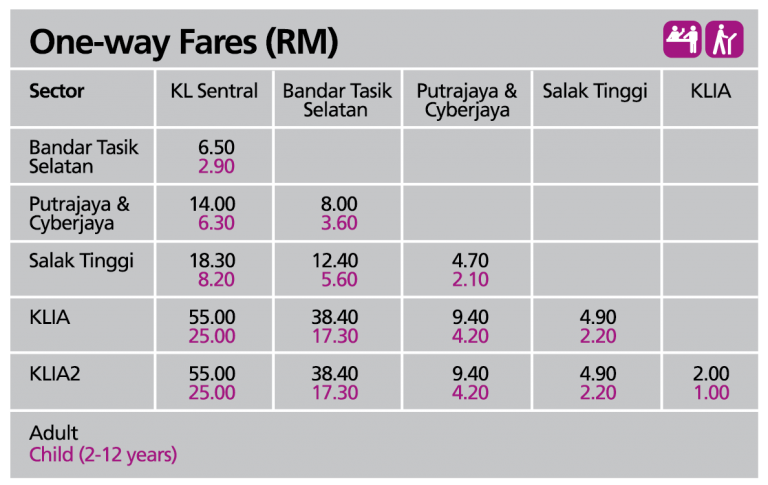 One-way Fares (RM)
Sector KL Sentral Bandar Tasik Selatan Putrajaya & Cyberjaya Salak Tinggi KLIA
Bandar Tasik Selatan 6.50 2.90
Putrajaya & Cyberjaya 14.00 6.30 8.00 3.60
Salak Tinggi 18.30 8.20 12.40 5.60 4.70 2.10
KLIA 55.00 25.00 38.40 17.30 9.40 4.20 4.90 2.20
KLIA2 55.00 25.00 38.40 17.30 9.40 4.20 4.90 2.20 2.00 1.00
Adult
Child (2-12 years)